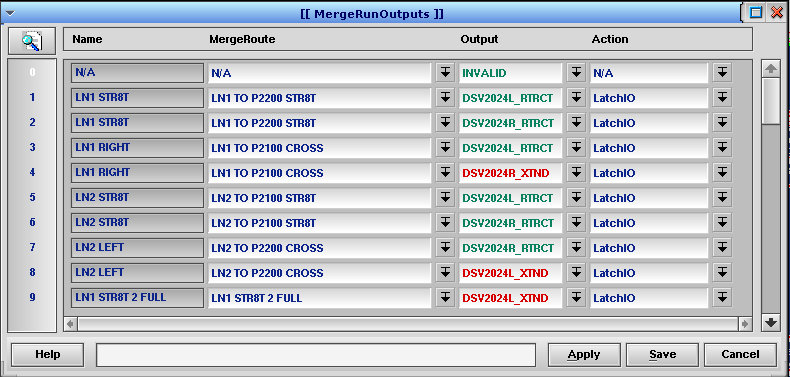 [[ MergeRunOutputs ]]
Name MergeRoute Output Action
0 N/A N/A INVALID N/A
1 LN1 STR8T LN1 TO P2200 STR8T DSV2024L_RTRCT LatchIO
2 LN1 STR8T LN1 TO P2200 STR8T DSV2024R_RTRCT LatchIO
3 LN1 RIGHT LN1 TO P2100 CROSS DSV2024L_RTRCT LatchIO
4 LN1 RIGHT LN1 TO P2100 CROSS DSV2024R_XTND LatchIO
5 LN2 STR8T LN2 TO P2100 STR8T DSV2024L_RTRCT LatchIO
6 LN2 STR8T LN2 TO P2100 STR8T DSV2024R_RTRCT LatchIO
7 LN2 LEFT LN2 TO P2200 CROSS DSV2024R_RTRCT LatchIO
8 LN2 LEFT LN2 TO P2200 CROSS DSV2024L_XTND LatchIO
9 LN1 STR8T 2 FULL LN1 STR8T 2 FULL DSV2024L_XTND LatchIO
Help Apply Save Cancel